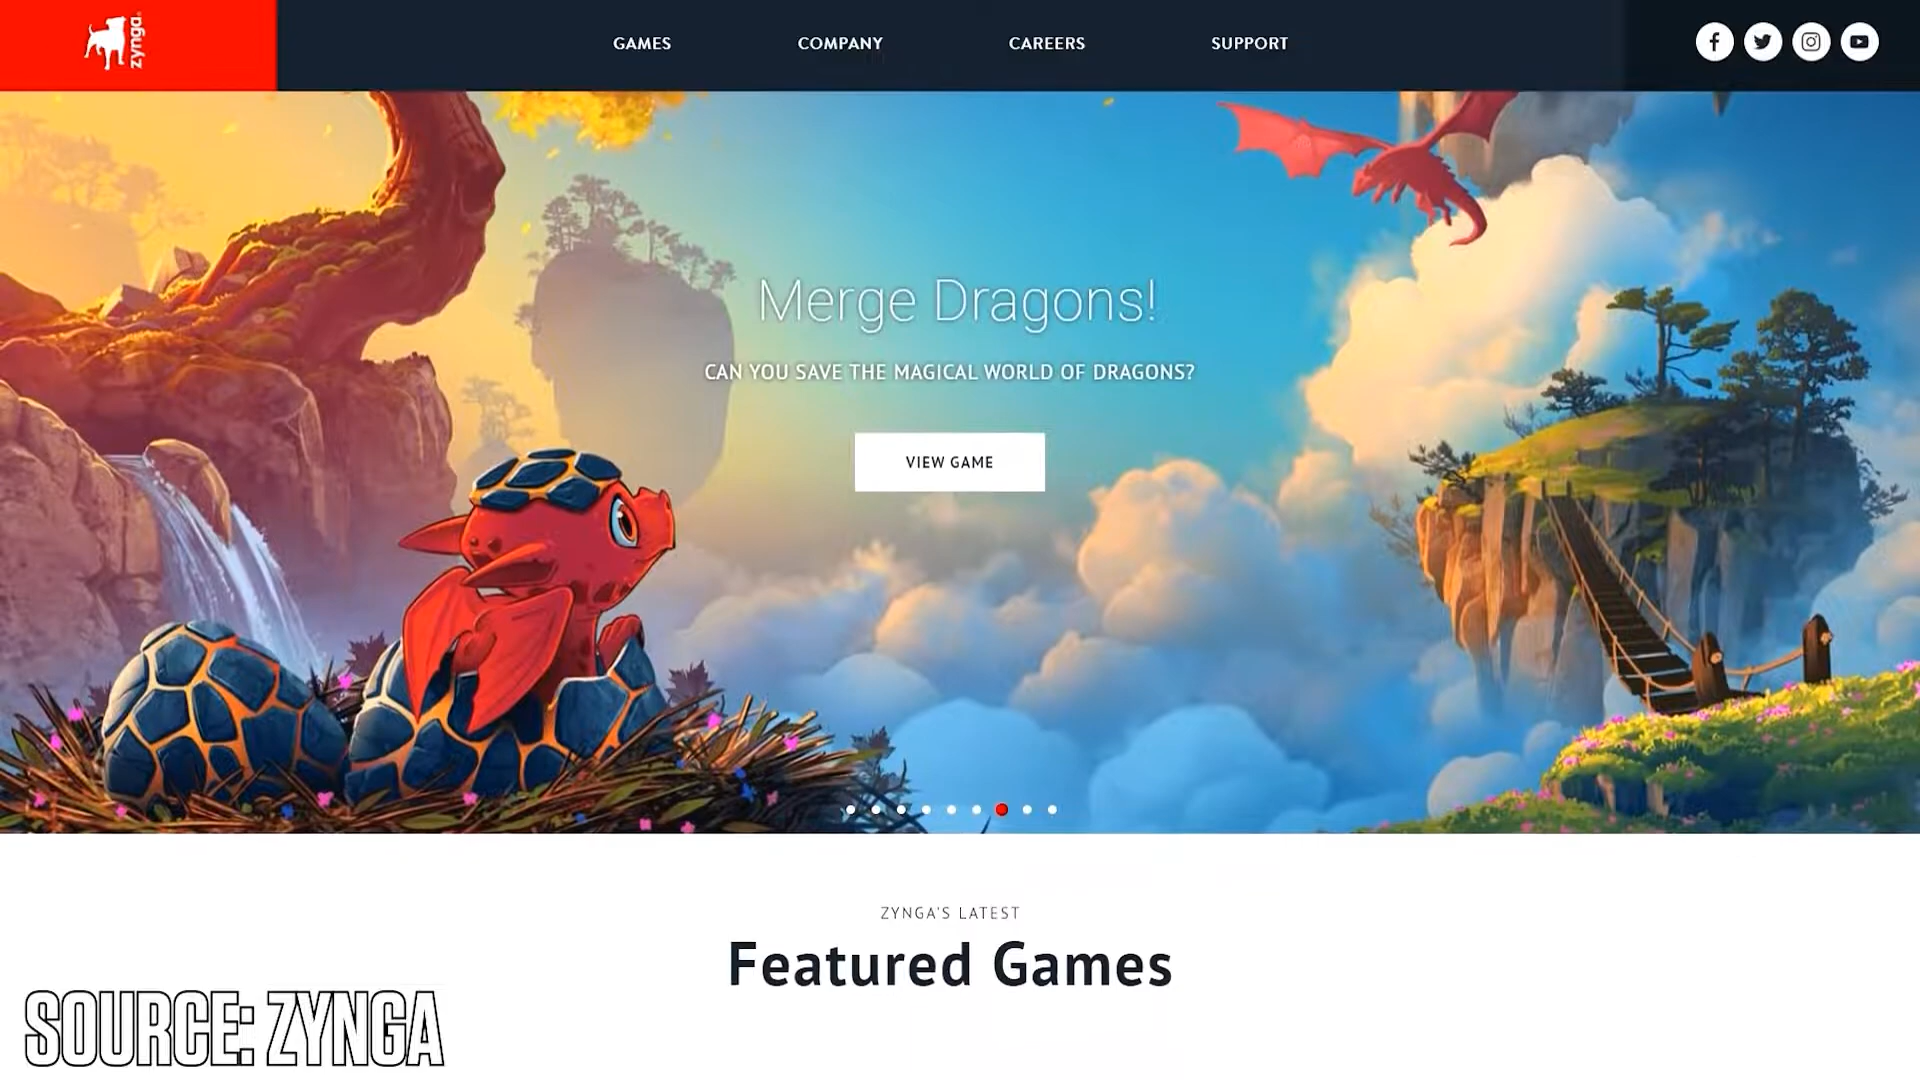 zynga
GAMES
COMPANY
CAREERS
SUPPORT
Merge Dragons!
CAN YOU SAVE THE MAGICAL WORLD OF DRAGONS?
VIEW GAME
ZYNGA'S LATEST
Featured Games
SOURCE: ZYNGA